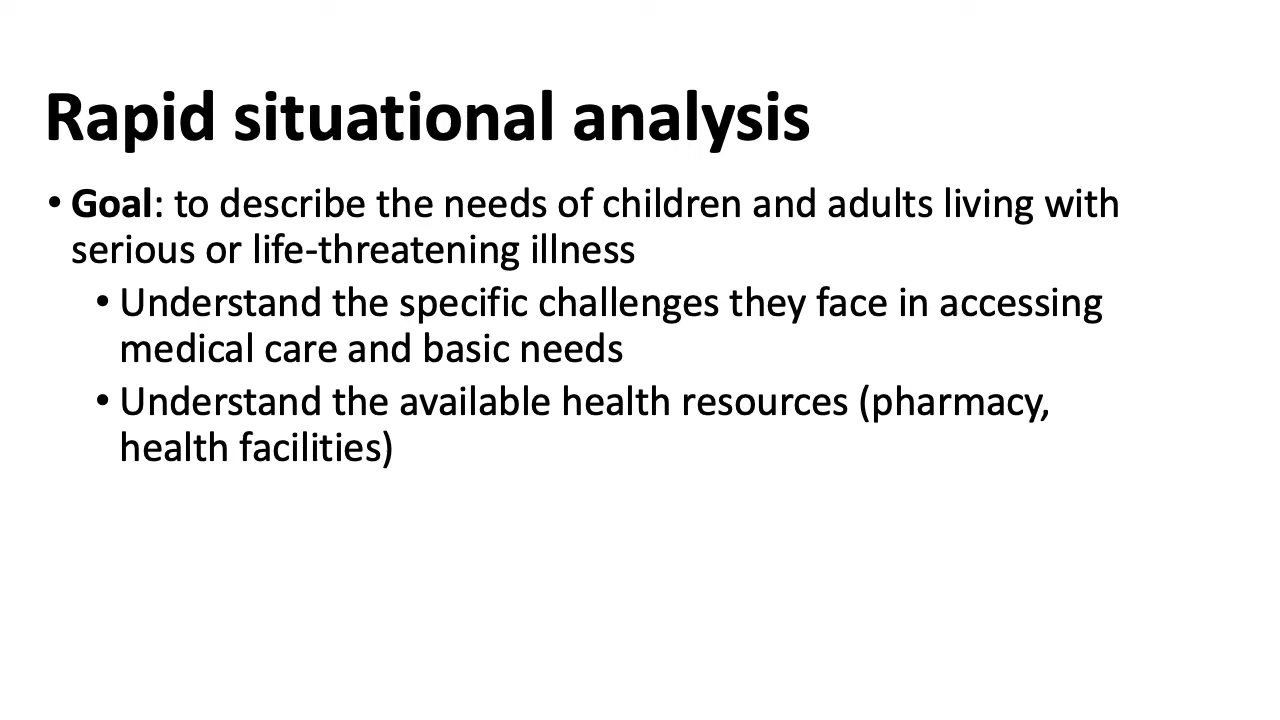 Rapid situational analysis
• Goal: to describe the needs of children and adults living with
serious or life-threatening illness
• Understand the specific challenges they face in accessing
medical care and basic needs
• Understand the available health resources (pharmacy,
health facilities)